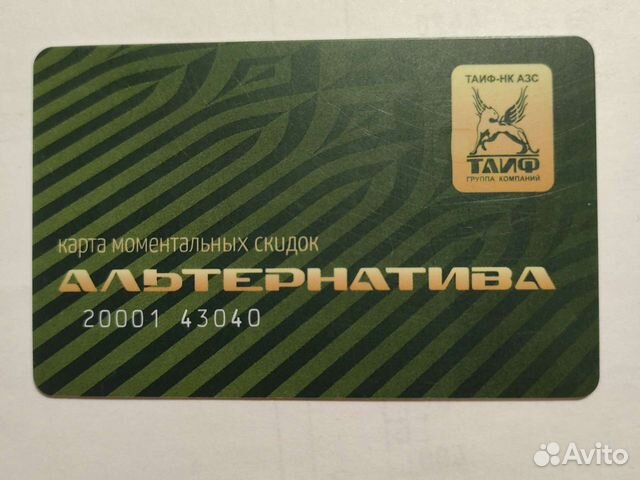 ТАИФ-НК АЗС
ТАИФ
ГРУППА КОМПАНИЙ
карта моментальных скидок
АЛЬТЕРНАТИВА
20001 43040
Avito